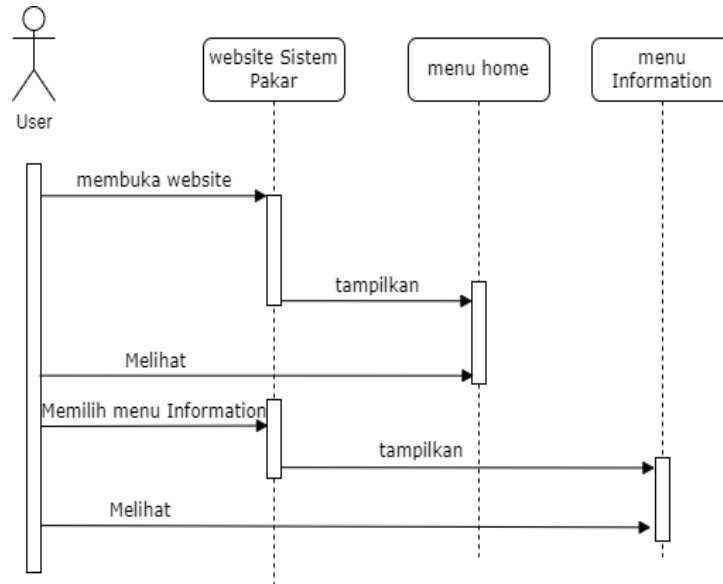 website Sistem
Pakar
menu home
menu
Information
User
membuka website
tampilkan
Melihat
Memilih menu Information
tampilkan
Melihat